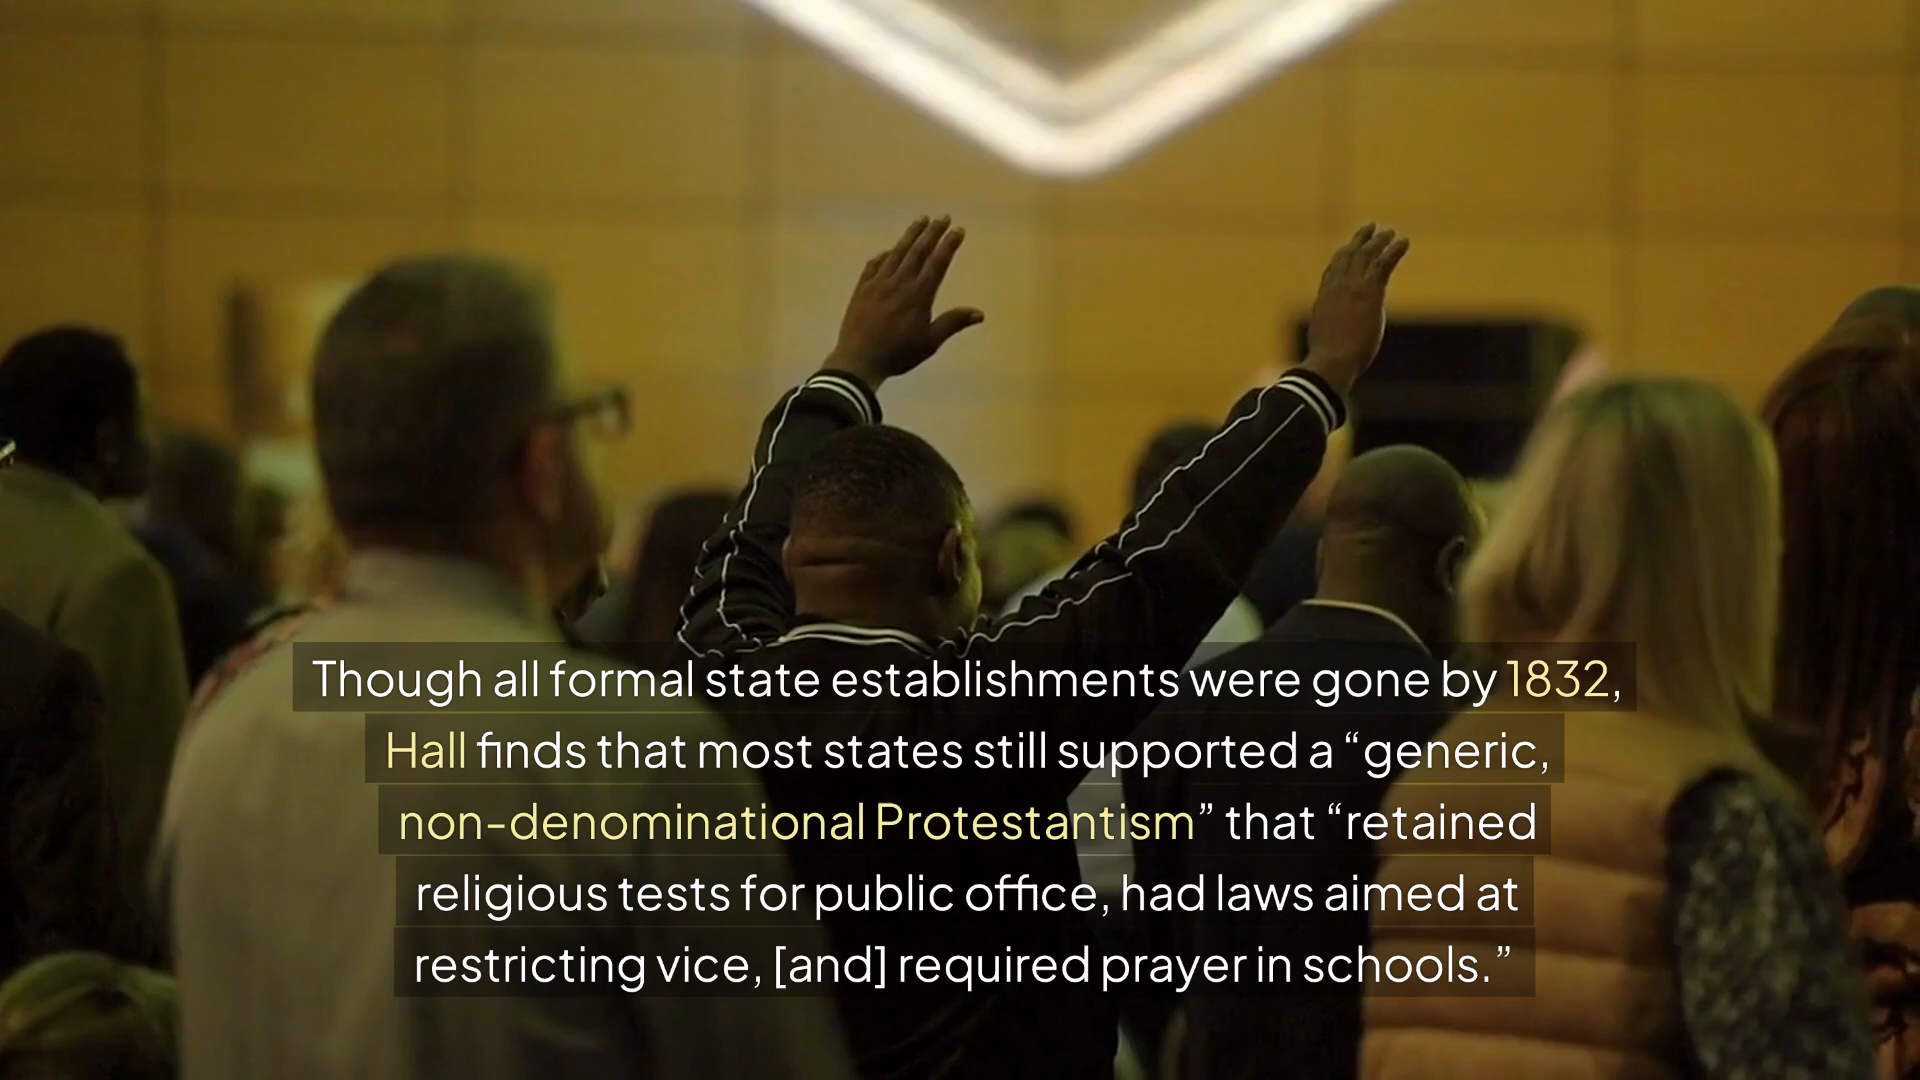 Though all formal state establishments were gone by 1832,
Hall finds that most states still supported a “generic,
non-denominational Protestantism” that “retained
religious tests for public office, had laws aimed at
restricting vice, [and] required prayer in schools.”